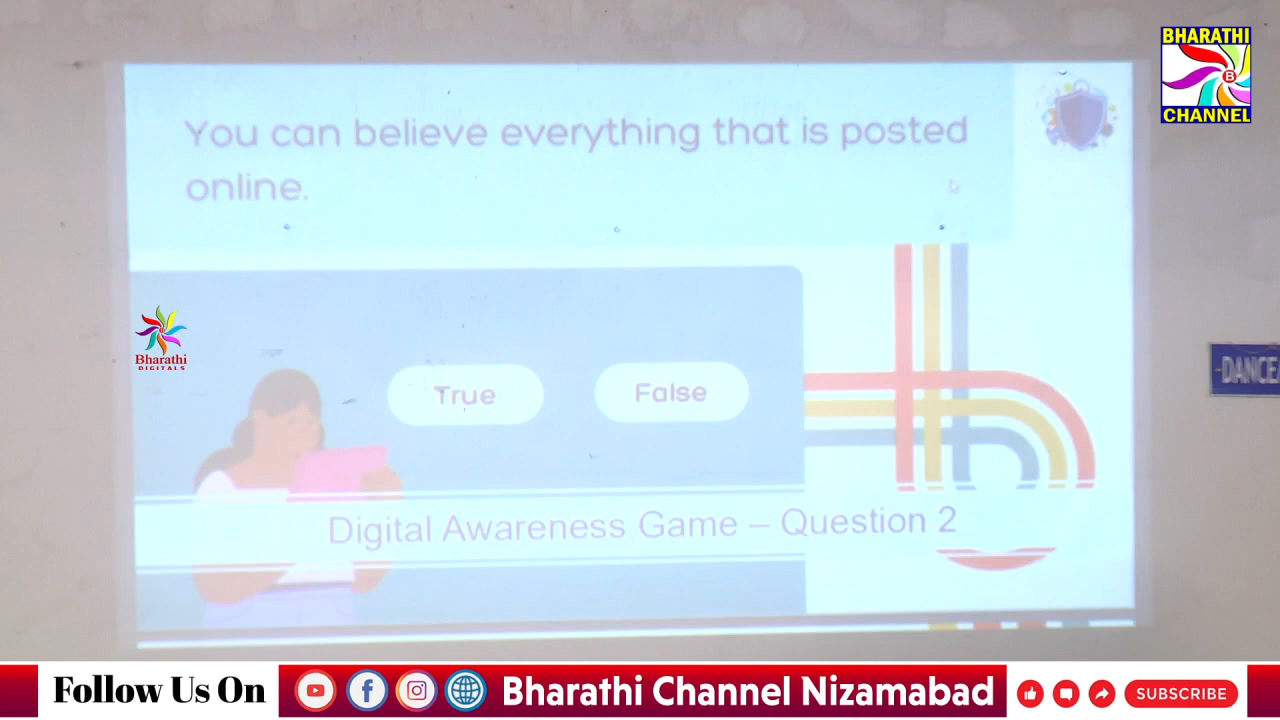 BHARATHI
B
CHANNEL
You can believe everything that is posted
online.
Bharathi
DIGITALS
True
False
DANCE
Digital Awareness Game – Question 2
Follow Us On
Bharathi Channel Nizamabad
SUBSCRIBE